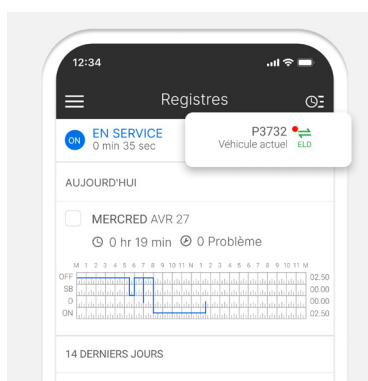 12:34
Registres
ON
EN SERVICE
0 min 35 sec
P3732
Véhicule actuel
ELD
AUJOURD'HUI
MERCRED AVR 27
0 hr 19 min 0 Problème
M 1 2 3 4 5 6 7 8 9 10 11 N 1 2 3 4 5 6 7 8 9 10 11 M
OFF 02.50
SB 00.00
D 00.00
ON 02.50
14 DERNIERS JOURS